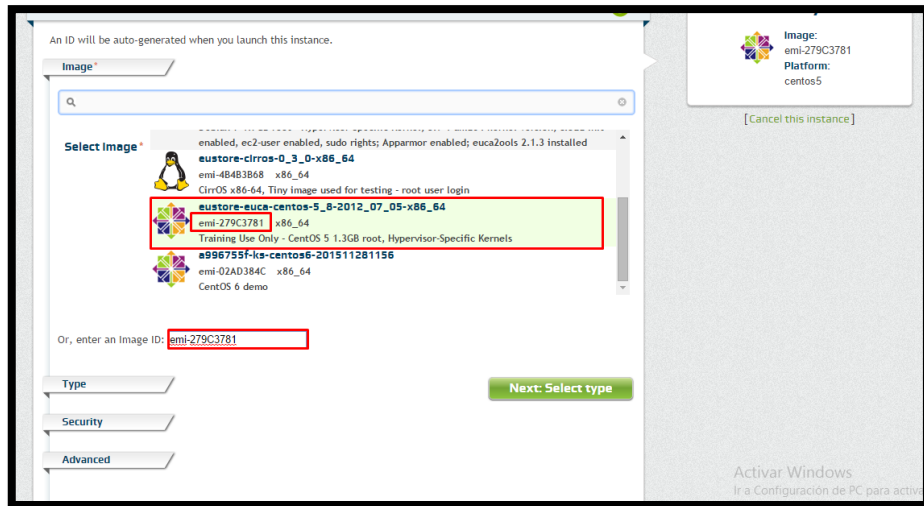 An ID will be auto-generated when you launch this instance.
Image*
Select Image*
enabled, ec2-user enabled, sudo rights; Apparmor enabled; euca2ools 2.1.3 installed
eustore-cirros-0_3_0-x86_64
emi-4B4B3B68 x86_64
CirrOS x86-64, Tiny image used for testing - root user login
eustore-euca-centos-5_8-2012_07_05-x86_64
emi-279C3781 x86_64
Training Use Only - CentOS 5 1.3GB root, Hypervisor-Specific Kernels
a996755f-ks-centos6-201511281156
emi-02AD384C x86_64
CentOS 6 demo
Or, enter an Image ID: emi-279C3781
Type
Next: Select type
Security
Advanced
Image:
emi-279C3781
Platform:
centos5
[Cancel this instance]
Activar Windows
Ir a Configuración de PC para activa